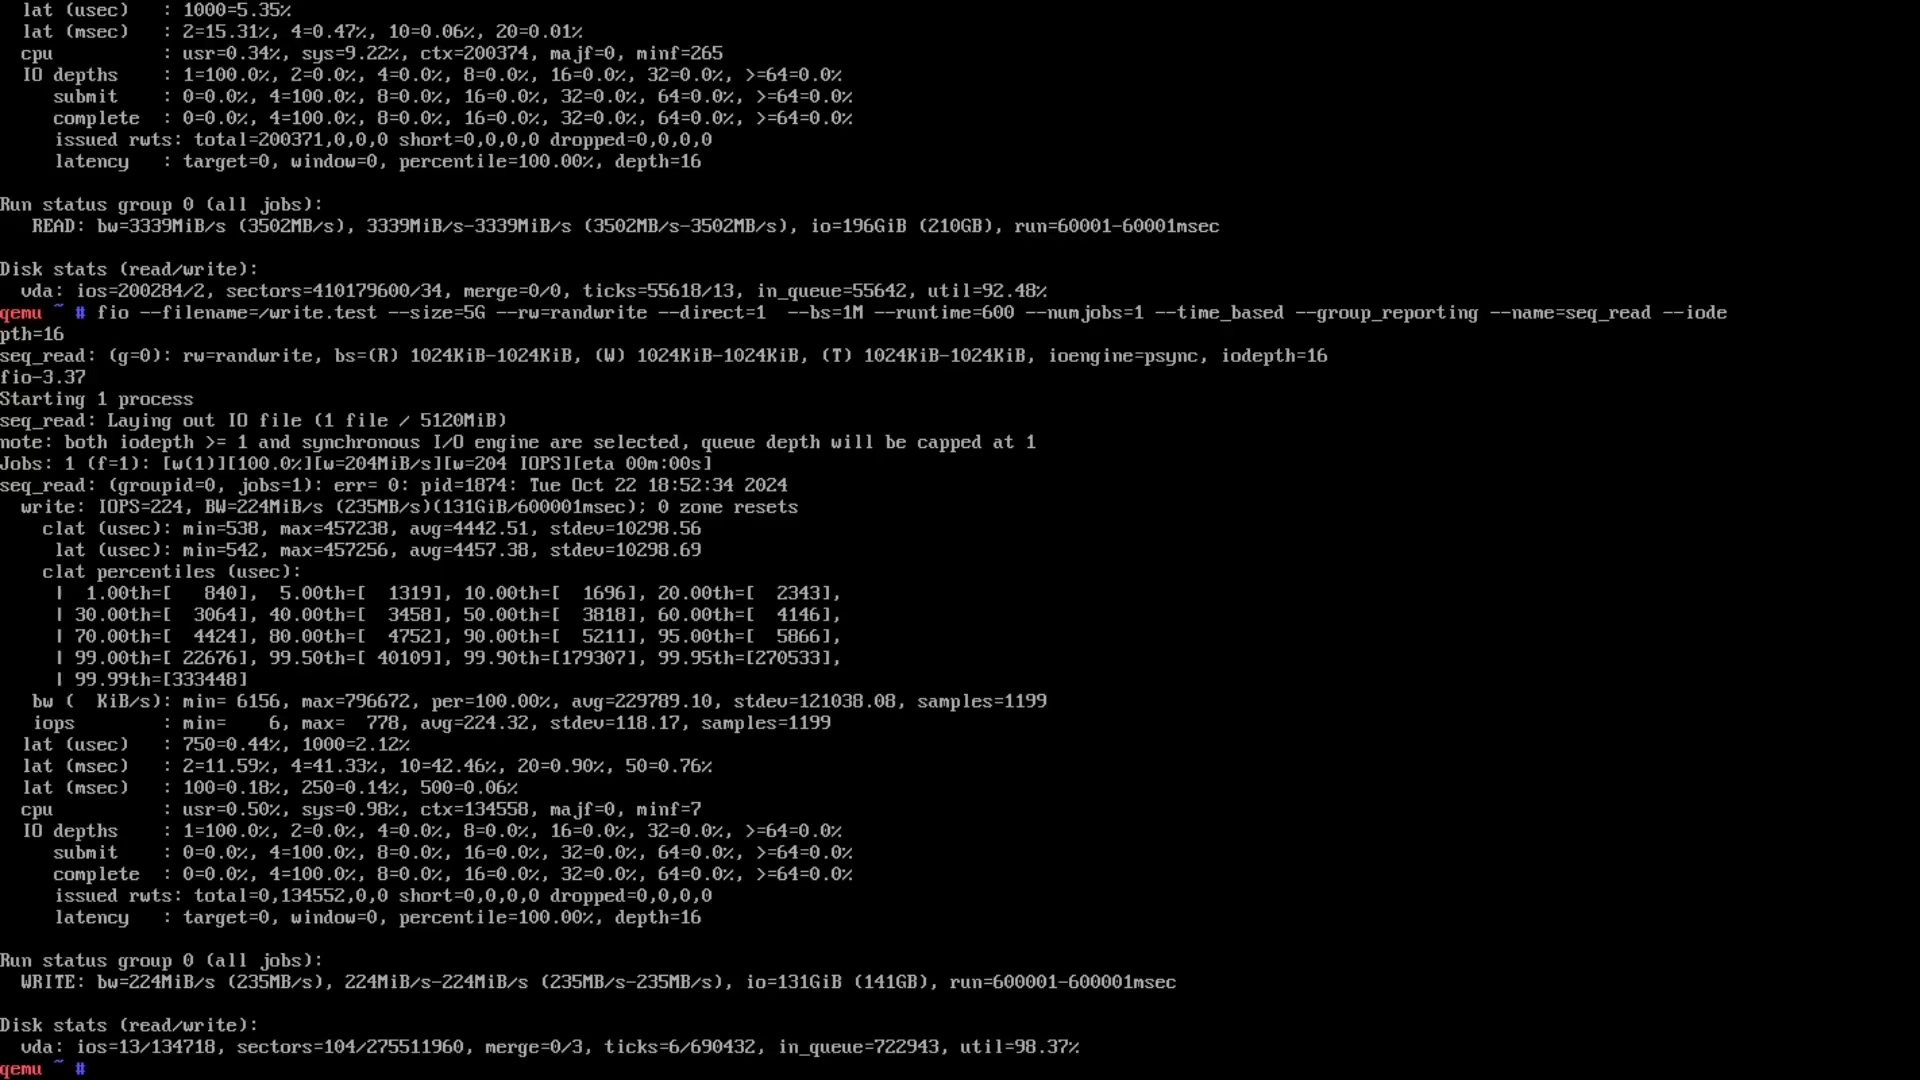 lat (usec)   : 1000=5.35%
lat (msec)   : 2=15.31%, 4=0.47%, 10=0.06%, 20=0.01%
cpu          : usr=0.34%, sys=9.22%, ctx=200374, majf=0, minf=265
IO depths    : 1=100.0%, 2=0.0%, 4=0.0%, 8=0.0%, 16=0.0%, 32=0.0%, >=64=0.0%
submit    : 0=0.0%, 4=100.0%, 8=0.0%, 16=0.0%, 32=0.0%, 64=0.0%, >=64=0.0%
complete  : 0=0.0%, 4=100.0%, 8=0.0%, 16=0.0%, 32=0.0%, 64=0.0%, >=64=0.0%
issued rwts: total=200371,0,0,0 short=0,0,0,0 dropped=0,0,0,0
latency   : target=0, window=0, percentile=100.00%, depth=16
Run status group 0 (all jobs):
READ: bw=3339MiB/s (3502MB/s), 3339MiB/s-3339MiB/s (3502MB/s-3502MB/s), io=196GiB (210GB), run=60001-60001msec
Disk stats (read/write):
vda: ios=200284/2, sectors=410179600/34, merge=0/0, ticks=55618/13, in_queue=55642, util=92.48%
qemu ~ # fio --filename=/write.test --size=5G --rw=randwrite --direct=1  --bs=1M --runtime=600 --numjobs=1 --time_based --group_reporting --name=seq_read --iode
pth=16
seq_read: (g=0): rw=randwrite, bs=(R) 1024KiB-1024KiB, (W) 1024KiB-1024KiB, (T) 1024KiB-1024KiB, ioengine=psync, iodepth=16
fio-3.37
Starting 1 process
seq_read: Laying out IO file (1 file / 5120MiB)
note: both iodepth >= 1 and synchronous I/O engine are selected, queue depth will be capped at 1
Jobs: 1 (f=1): [w(1)][100.0%][w=204MiB/s][w=204 IOPS][eta 00m:00s]
seq_read: (groupid=0, jobs=1): err= 0: pid=1874: Tue Oct 22 18:52:34 2024
write: IOPS=224, BW=224MiB/s (235MB/s)(131GiB/600001msec); 0 zone resets
clat (usec): min=538, max=457238, avg=4442.51, stdev=10298.56
lat (usec): min=542, max=457256, avg=4457.38, stdev=10298.69
clat percentiles (usec):
|  1.00th=[   840],  5.00th=[  1319], 10.00th=[  1696], 20.00th=[  2343],
| 30.00th=[  3064], 40.00th=[  3458], 50.00th=[  3818], 60.00th=[  4146],
| 70.00th=[  4424], 80.00th=[  4752], 90.00th=[  5211], 95.00th=[  5866],
| 99.00th=[ 22676], 99.50th=[ 40109], 99.90th=[179307], 99.95th=[270533],
| 99.99th=[333448]
bw (  KiB/s): min= 6156, max=796672, per=100.00%, avg=229789.10, stdev=121038.08, samples=1199
iops        : min=    6, max=  778, avg=224.32, stdev=118.17, samples=1199
lat (usec)   : 750=0.44%, 1000=2.12%
lat (msec)   : 2=11.59%, 4=41.33%, 10=42.46%, 20=0.90%, 50=0.76%
lat (msec)   : 100=0.18%, 250=0.14%, 500=0.06%
cpu          : usr=0.50%, sys=0.98%, ctx=134558, majf=0, minf=7
IO depths    : 1=100.0%, 2=0.0%, 4=0.0%, 8=0.0%, 16=0.0%, 32=0.0%, >=64=0.0%
submit    : 0=0.0%, 4=100.0%, 8=0.0%, 16=0.0%, 32=0.0%, 64=0.0%, >=64=0.0%
complete  : 0=0.0%, 4=100.0%, 8=0.0%, 16=0.0%, 32=0.0%, 64=0.0%, >=64=0.0%
issued rwts: total=0,134552,0,0 short=0,0,0,0 dropped=0,0,0,0
latency   : target=0, window=0, percentile=100.00%, depth=16
Run status group 0 (all jobs):
WRITE: bw=224MiB/s (235MB/s), 224MiB/s-224MiB/s (235MB/s-235MB/s), io=131GiB (141GB), run=600001-600001msec
Disk stats (read/write):
vda: ios=13/134718, sectors=104/275511960, merge=0/3, ticks=6/690432, in_queue=722943, util=98.37%
qemu ~ #